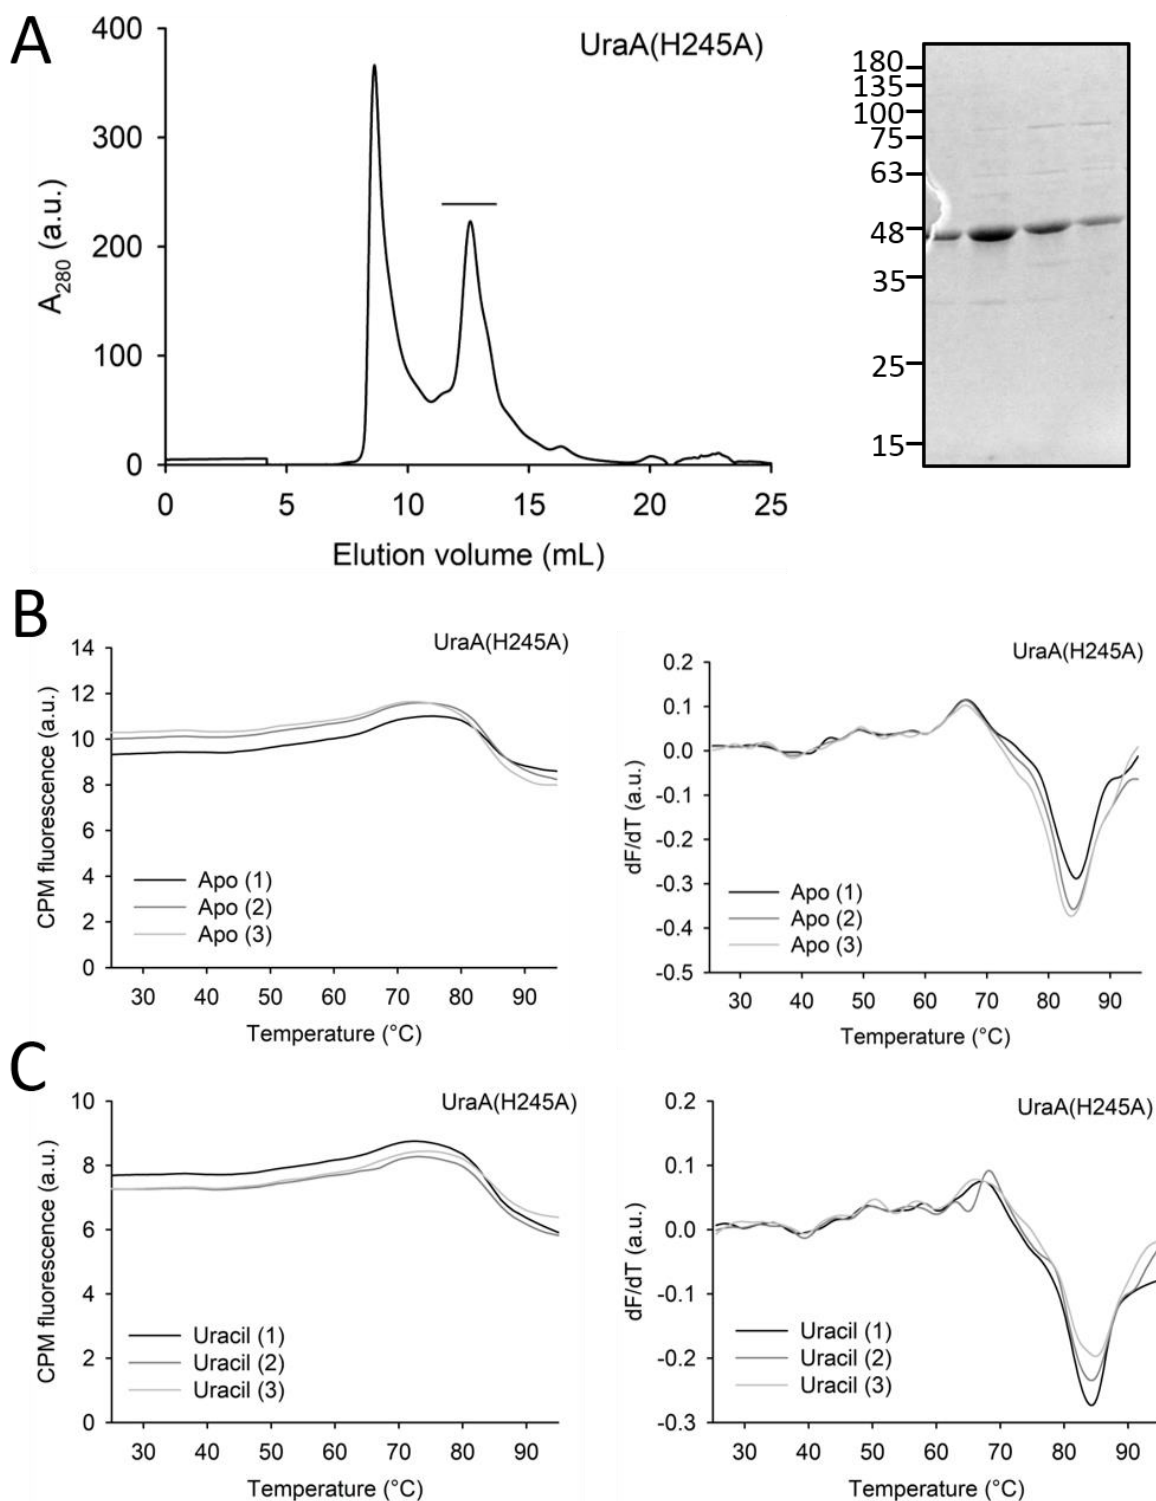 A
UraA(H245A)
A280 (a.u.)
400
300
200
100
0
0 5 10 15 20 25
Elution volume (mL)
180
135
100
75
63
48
35
25
15
B
UraA(H245A)
CPM fluorescence (a.u.)
14
12
10
8
6
4
2
0
Apo (1)
Apo (2)
Apo (3)
30 40 50 60 70 80 90
Temperature (°C)
UraA(H245A)
dF/dT (a.u.)
0.2
0.1
0.0
-0.1
-0.2
-0.3
-0.4
-0.5
Apo (1)
Apo (2)
Apo (3)
30 40 50 60 70 80 90
Temperature (°C)
C
UraA(H245A)
CPM fluorescence (a.u.)
10
8
6
4
2
0
Uracil (1)
Uracil (2)
Uracil (3)
30 40 50 60 70 80 90
Temperature (°C)
UraA(H245A)
dF/dT (a.u.)
0.2
0.1
0.0
-0.1
-0.2
-0.3
Uracil (1)
Uracil (2)
Uracil (3)
30 40 50 60 70 80 90
Temperature (°C)